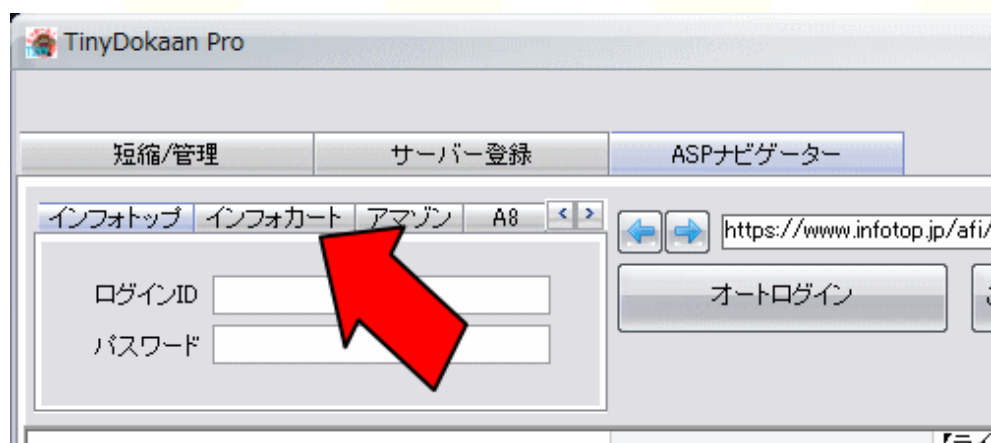 TinyDokaan Pro
短縮/管理 サーバー登録 ASPナビゲーター
インフォトップ インフォカート アマゾン A8
https://www.infotop.jp/afi/
ログインID オートログイン
パスワード